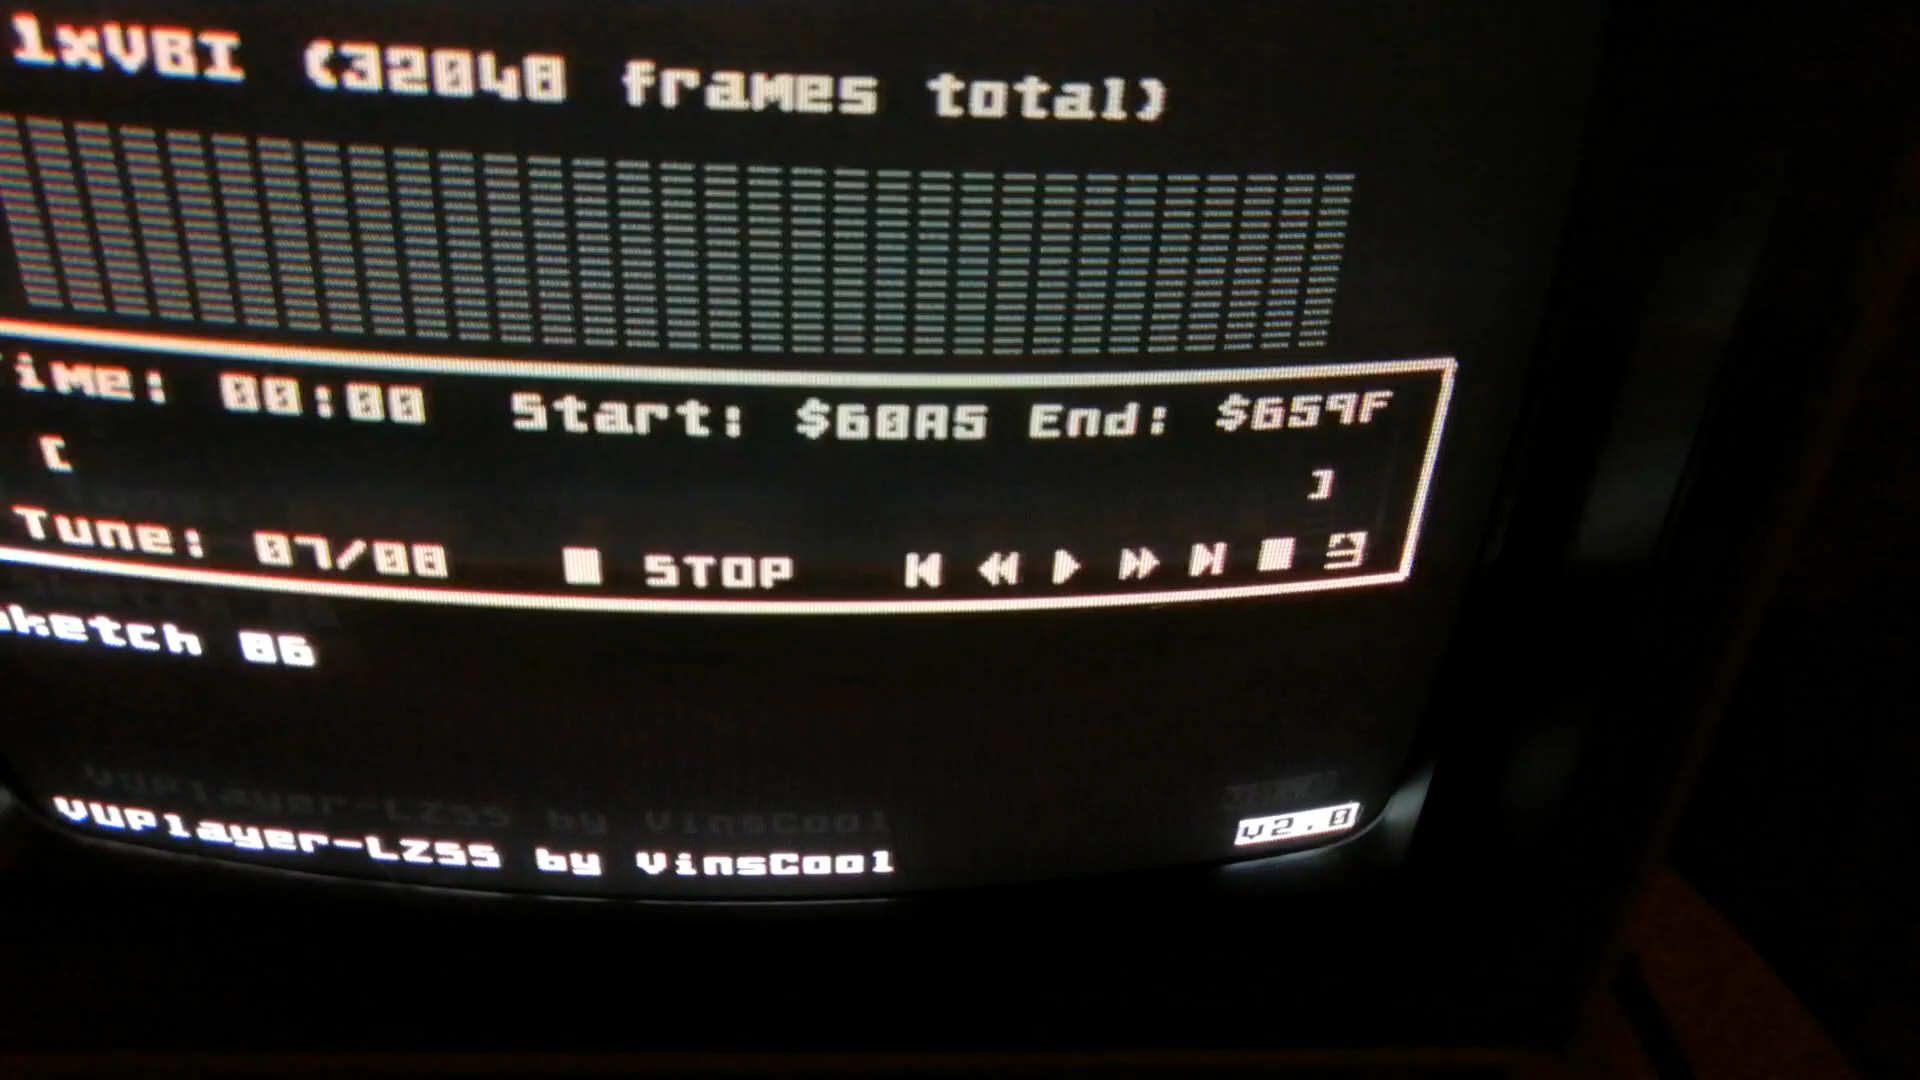 1xVBI (32040 frames total)
ime: 00:00 Start: $60A5 End: $659F
[ ]
Tune: 07/08 STOP
ketch 06
VUPlayer-LZSS by VinsCool v2.0